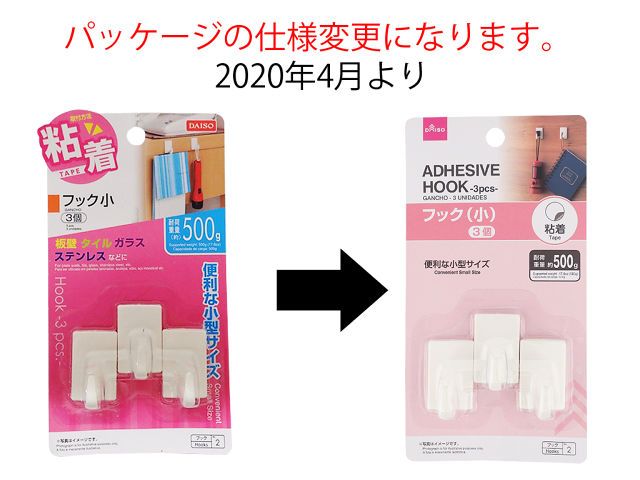 パッケージの仕様変更になります。
2020年4月より
取付方法
粘着
TAPE
DAISO
フック小
GANCHO
3個
耐荷
重量
(約)
500g
板壁 タイル ガラス
ステンレス などに
便利な小型サイズ
Convenient
Small Size
Hook -3 pcs.-
※写真はイメージです。
フック
Hooks
2
DAISO
ADHESIVE
HOOK -3pcs-
GANCHO - 3 UNIDADES
フック(小)
3個
粘着
Tape
便利な小型サイズ
Convenient Small Size
耐荷
重量
約500g
※写真はイメージです。
フック
Hooks
2